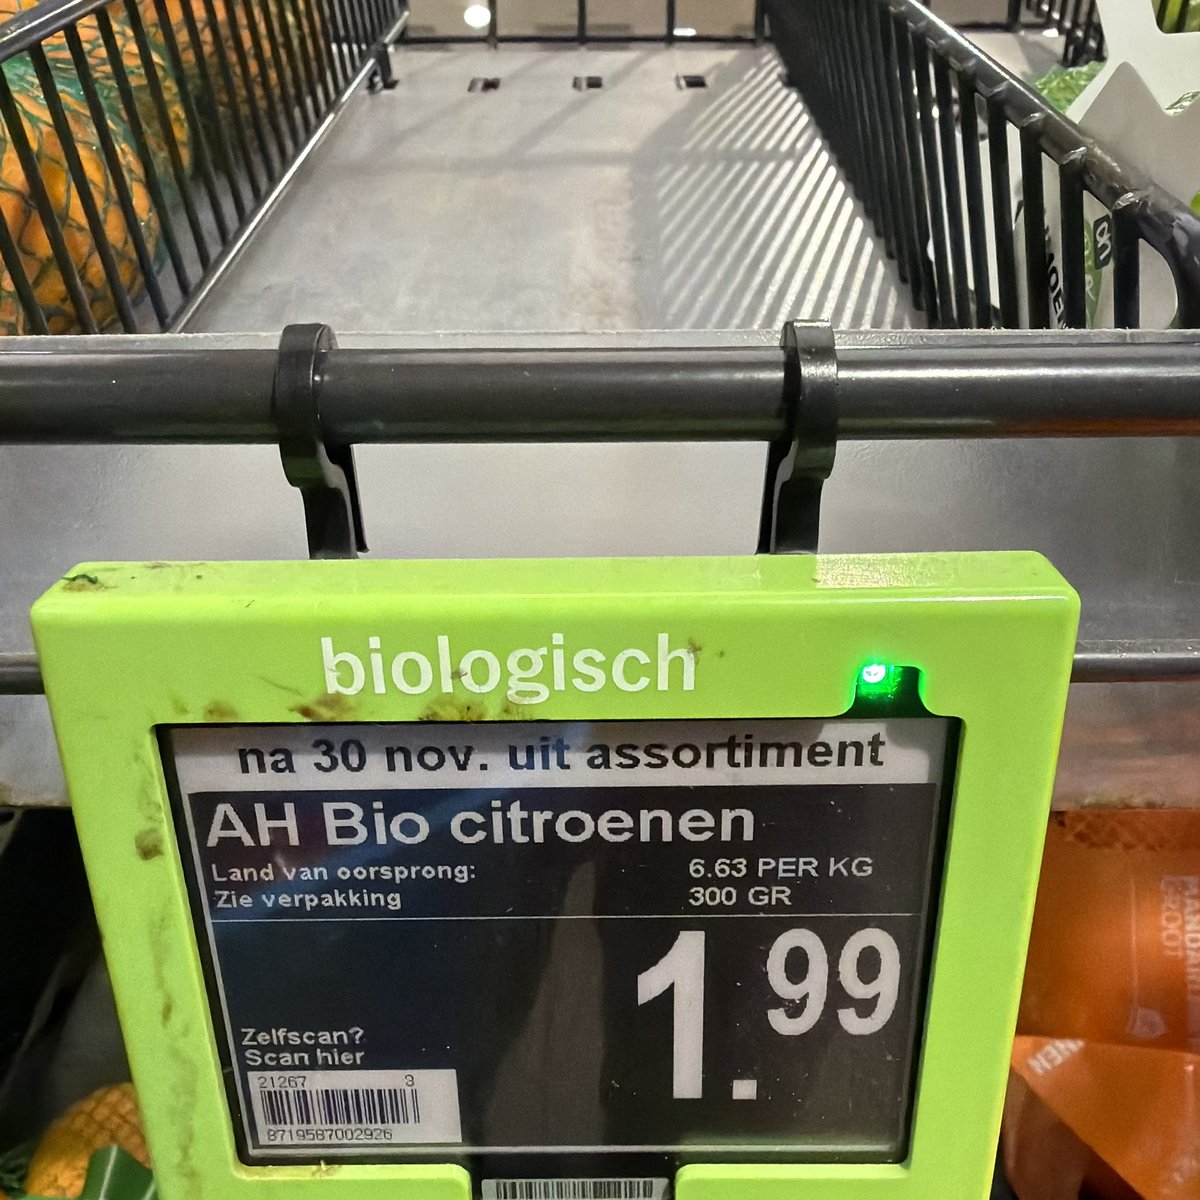 biologisch
na 30 nov. uit assortiment
AH Bio citroenen
Land van oorsprong:
Zie verpakking
6.63 PER KG
300 GR
1.99
Zelfscan?
Scan hier
21267 3
8719587002926